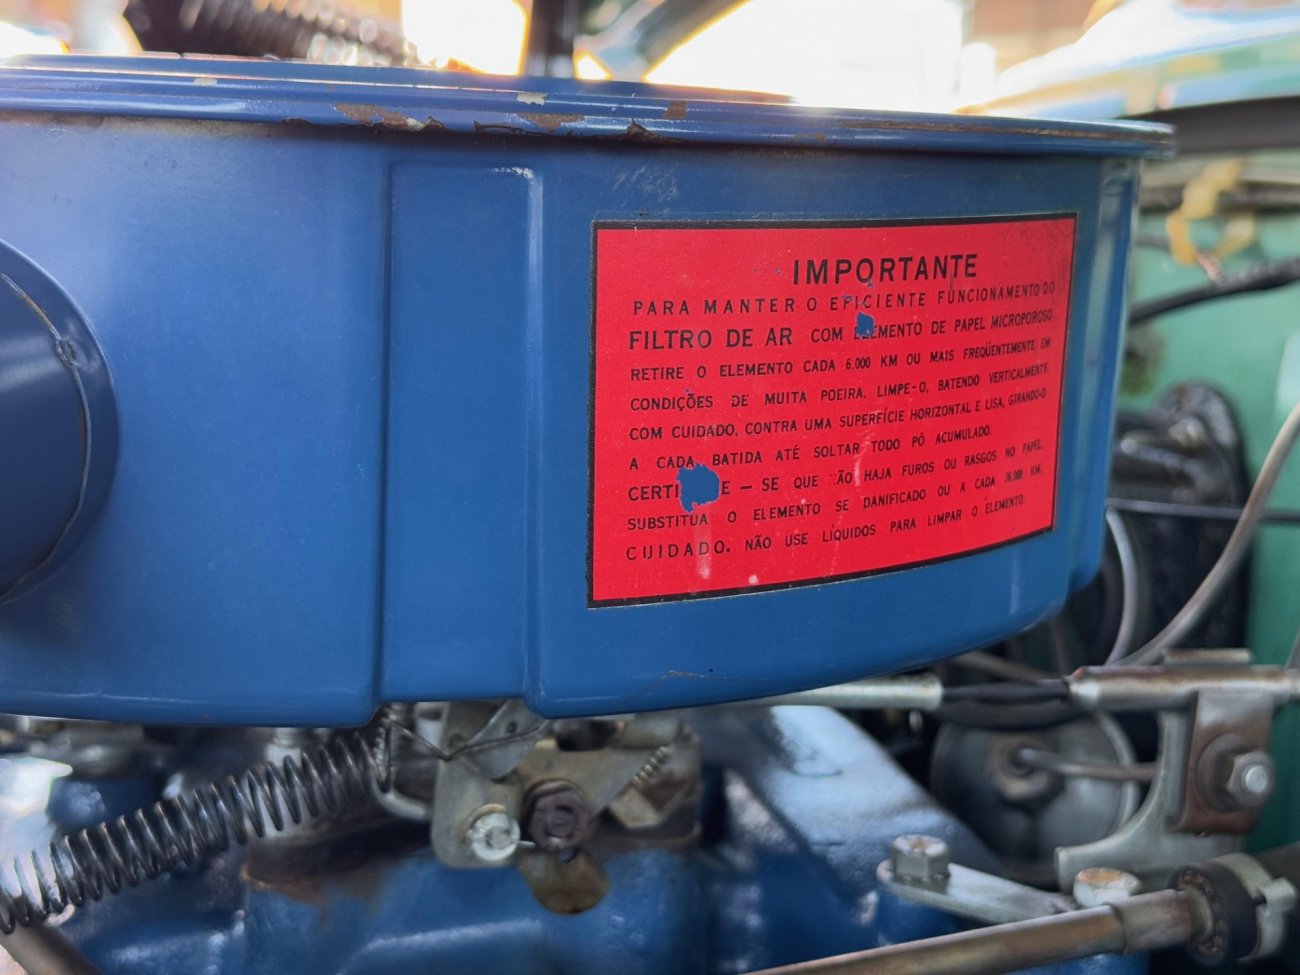 IMPORTANTE
PARA MANTER O EFICIENTE FUNCIONAMENTO DO
FILTRO DE AR COM ELEMENTO DE PAPEL MICROPOROSO
RETIRE O ELEMENTO CADA 6.000 KM OU MAIS FREQÜENTEMENTE EM
CONDIÇÕES DE MUITA POEIRA. LIMPE-O, BATENDO VERTICALMENTE
COM CUIDADO, CONTRA UMA SUPERFÍCIE HORIZONTAL E LISA, GIRANDO-O
A CADA BATIDA ATÉ SOLTAR TODO PÓ ACUMULADO.
— SE QUE NÃO HAJA FUROS OU RASGOS NO PAPEL.
SUBSTITUA O ELEMENTO SE DANIFICADO OU A CADA KM.
CUIDADO. NÃO USE LÍQUIDOS PARA LIMPAR O ELEMENTO.